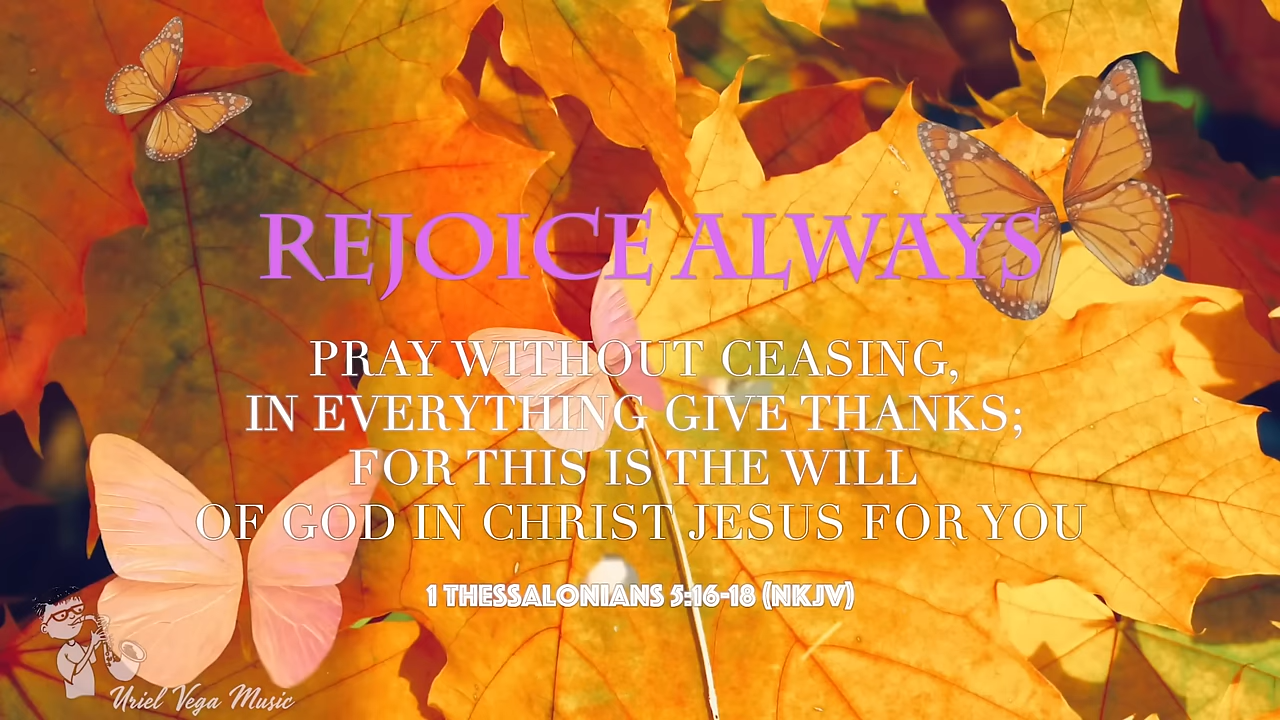 REJOICE ALWAYS
PRAY WITHOUT CEASING,
IN EVERYTHING GIVE THANKS;
FOR THIS IS THE WILL
OF GOD IN CHRIST JESUS FOR YOU
1 THESSALONIANS 5:16-18 (NKJV)
Uriel Vega Music